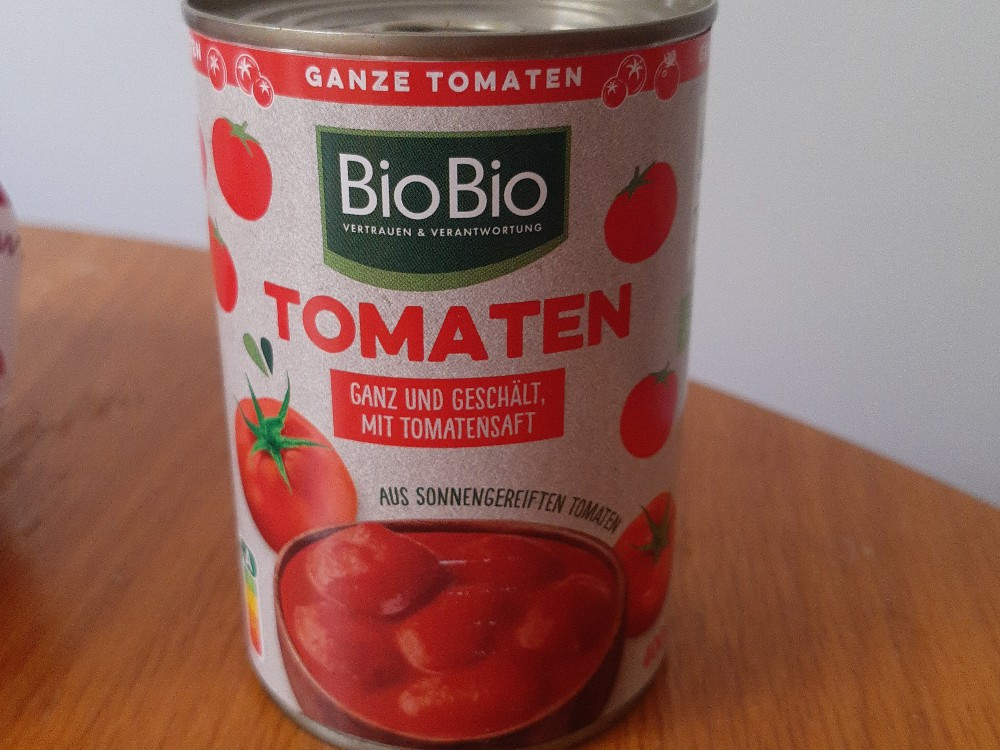 GANZE TOMATEN
BioBio
VERTRAUEN & VERANTWORTUNG
TOMATEN
GANZ UND GESCHÄLT,
MIT TOMATENSAFT
AUS SONNENGEREIFTEN TOMATEN